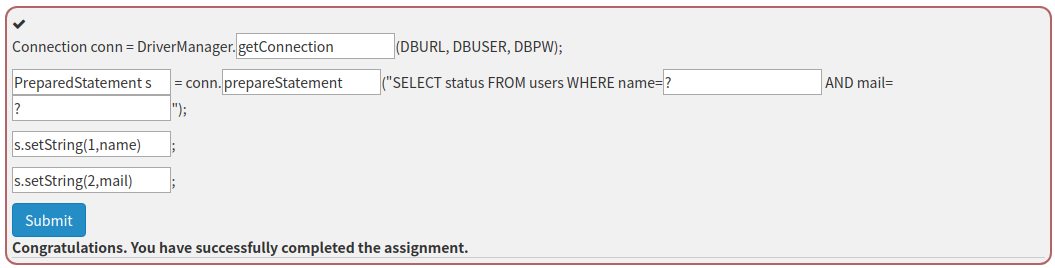 Connection conn = DriverManager.getConnection(DBURL, DBUSER, DBPW);
PreparedStatement s = conn.prepareStatement("SELECT status FROM users WHERE name=? AND mail=
?");
s.setString(1,name);
s.setString(2,mail);
Submit
Congratulations. You have successfully completed the assignment.